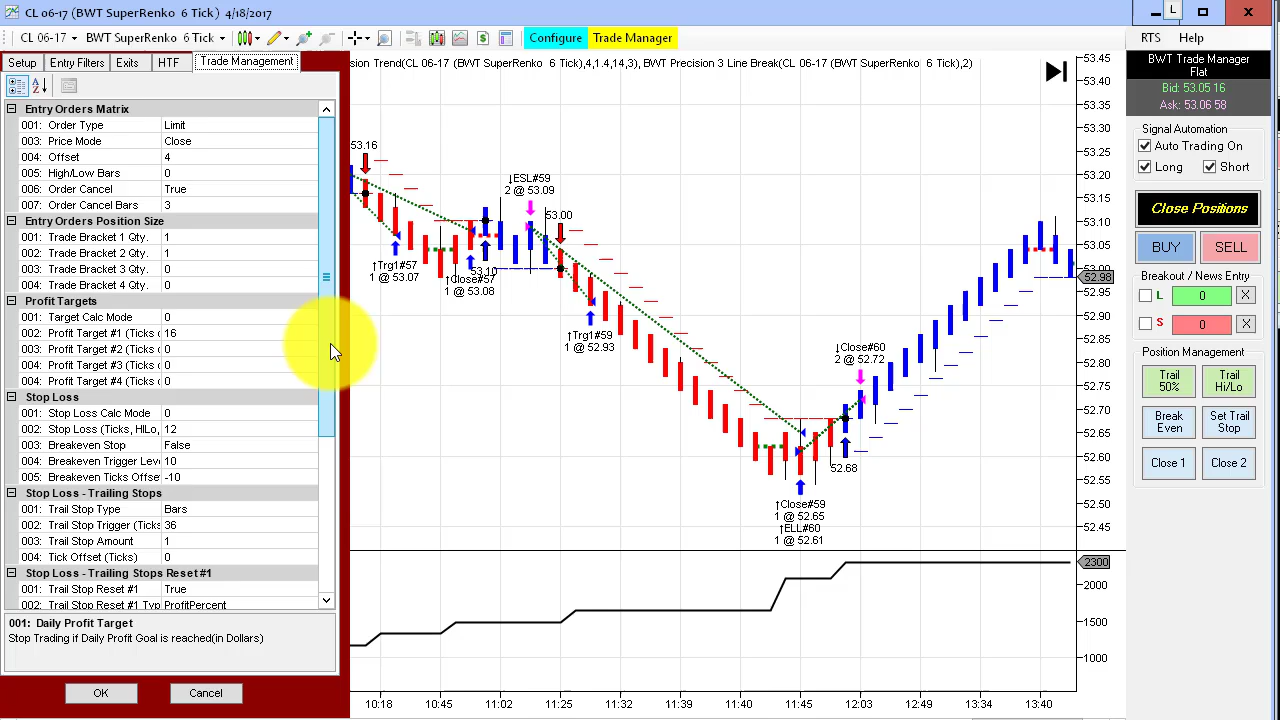 CL 06-17 (BWT SuperRenko 6 Tick) 4/18/2017
L
CL 06-17 BWT SuperRenko 6 Tick Configure Trade Manager RTS Help
Setup Entry Filters Exits HTF Trade Management
sion Trend(CL 06-17 (BWT SuperRenko 6 Tick),4,1.4,14,3), BWT Precision 3 Line Break(CL 06-17 (BWT SuperRenko 6 Tick),2)
Entry Orders Matrix
001: Order Type Limit
003: Price Mode Close
004: Offset 4
005: High/Low Bars 0
006: Order Cancel True
007: Order Cancel Bars 3
Entry Orders Position Size
001: Trade Bracket 1 Qty. 1
002: Trade Bracket 2 Qty. 1
003: Trade Bracket 3 Qty. 0
004: Trade Bracket 4 Qty. 0
Profit Targets
001: Target Calc Mode 0
002: Profit Target #1 (Ticks 16
003: Profit Target #2 (Ticks 0
004: Profit Target #3 (Ticks 0
004: Profit Target #4 (Ticks 0
Stop Loss
001: Stop Loss Calc Mode 0
002: Stop Loss (Ticks, HILo, 12
003: Breakeven Stop False
004: Breakeven Trigger Leve 10
005: Breakeven Ticks Offset -10
Stop Loss - Trailing Stops
001: Trail Stop Type Bars
002: Trail Stop Trigger (Ticks 36
003: Trail Stop Amount 1
004: Tick Offset (Ticks) 0
Stop Loss - Trailing Stops Reset #1
001: Trail Stop Reset #1 True
002: Trail Stop Reset #1 Typ ProfitPercent
001: Daily Profit Target
Stop Trading if Daily Profit Goal is reached(in Dollars)
OK Cancel
53.16
↑Trg1#57
1 @ 53.07
53.10
↑Close#57
1 @ 53.08
↓ESL#59
2 @ 53.09
53.00
↑Trg1#59
1 @ 52.93
↑Close#59
1 @ 52.65
↑ELL#60
1 @ 52.61
↓Close#60
2 @ 52.72
52.68
53.45
53.40
53.35
53.30
53.25
53.20
53.15
53.10
53.05
53.00
52.98
52.95
52.90
52.85
52.80
52.75
52.70
52.65
52.60
52.55
52.50
52.45
2300
2000
1500
1000
10:18 10:45 11:02 11:25 11:28 11:34 11:40 11:45 12:03 12:09 13:34 13:40
BWT Trade Manager
Flat
Bid: 53.05 16
Ask: 53.06 58
Signal Automation
Auto Trading On
Long Short
Close Positions
BUY SELL
Breakout / News Entry
L 0 X
S 0 X
Position Management
Trail 50% Trail Hi/Lo
Break Even Set Trail Stop
Close 1 Close 2